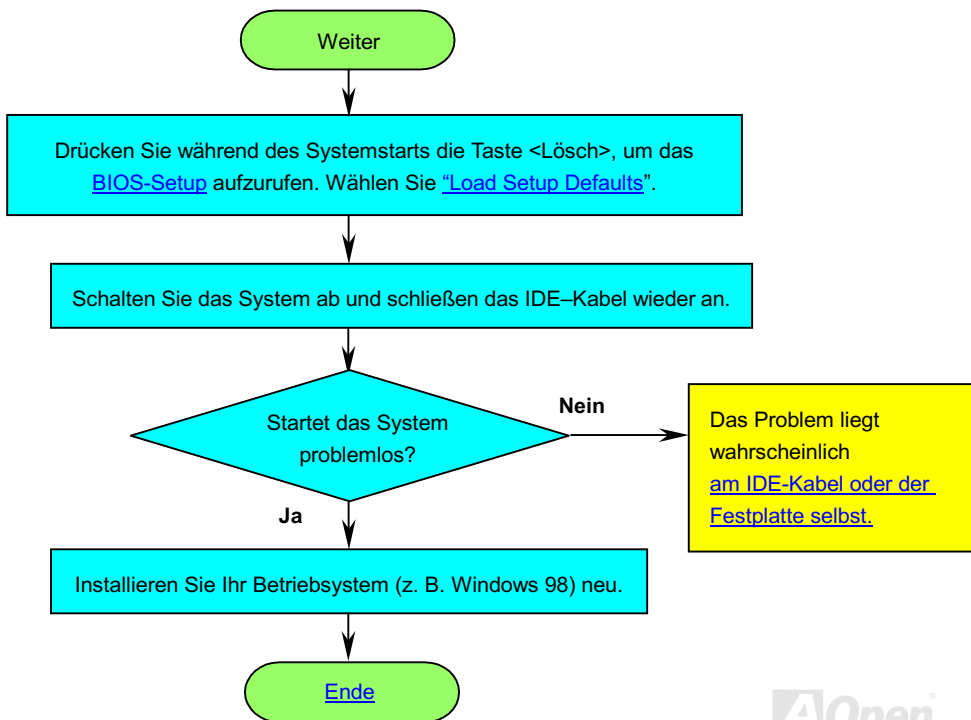 Weiter
Drücken Sie während des Systemstarts die Taste <Lösch>, um das
BIOS-Setup aufzurufen. Wählen Sie “Load Setup Defaults”.
Schalten Sie das System ab und schließen das IDE–Kabel wieder an.
Startet das System
problemlos?
Nein
Das Problem liegt
wahrscheinlich
am IDE-Kabel oder der
Festplatte selbst.
Ja
Installieren Sie Ihr Betriebsystem (z. B. Windows 98) neu.
Ende
AOpen